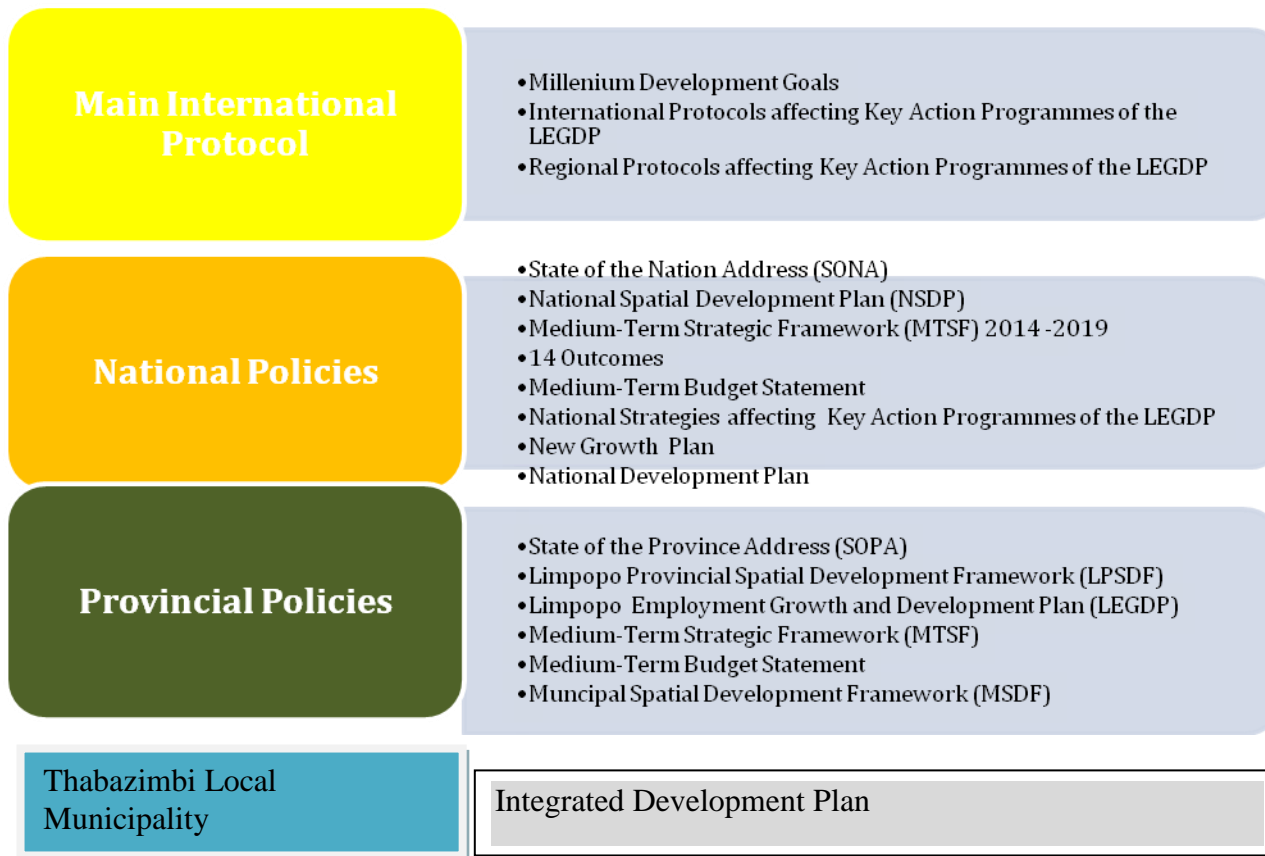 Main International
Protocol
•Millenium Development Goals
•International Protocols affecting Key Action Programmes of the
LEGDP
•Regional Protocols affecting Key Action Programmes of the LEGDP
National Policies
•State of the Nation Address (SONA)
•National Spatial Development Plan (NSDP)
•Medium-Term Strategic Framework (MTSF) 2014 -2019
•14 Outcomes
•Medium-Term Budget Statement
•National Strategies affecting Key Action Programmes of the LEGDP
•New Growth Plan
•National Development Plan
Provincial Policies
•State of the Province Address (SOPA)
•Limpopo Provincial Spatial Development Framework (LPSDF)
•Limpopo Employment Growth and Development Plan (LEGDP)
•Medium-Term Strategic Framework (MTSF)
•Medium-Term Budget Statement
•Muncipal Spatial Development Framework (MSDF)
Thabazimbi Local
Municipality
Integrated Development Plan